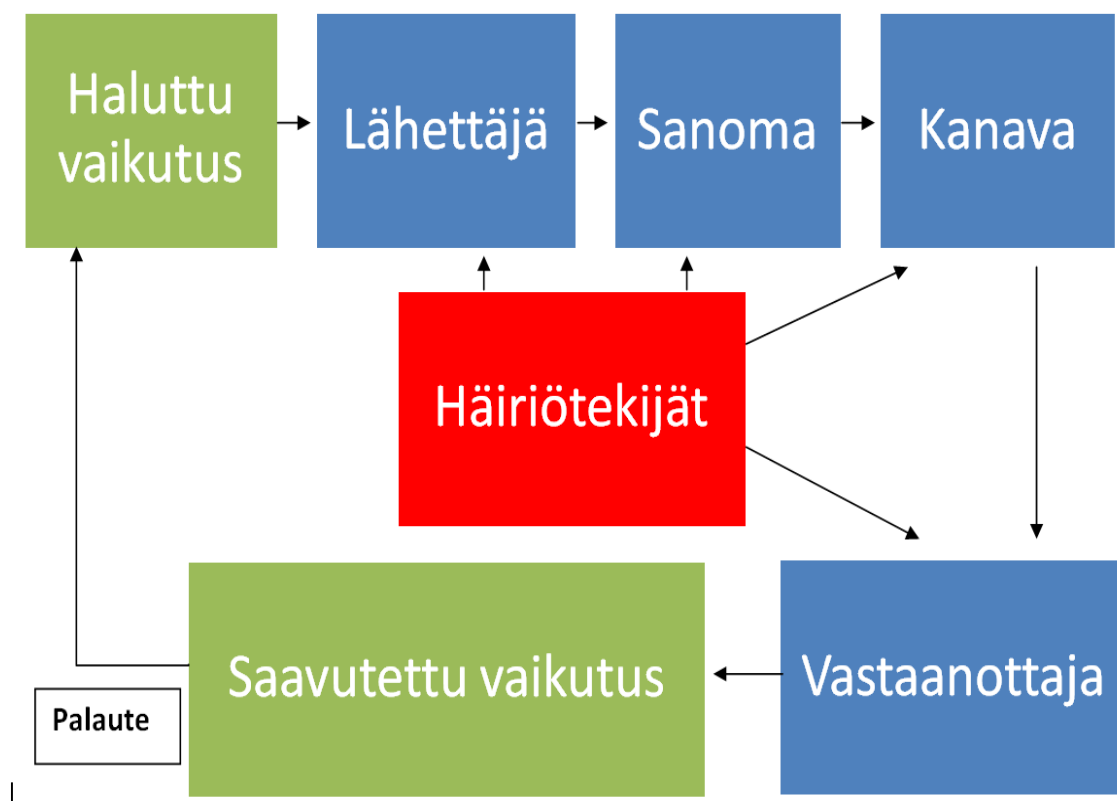 Haluttu
vaikutus
Lähettäjä
Sanoma
Kanava
Häiriötekijät
Saavutettu vaikutus
Vastaanottaja
Palaute